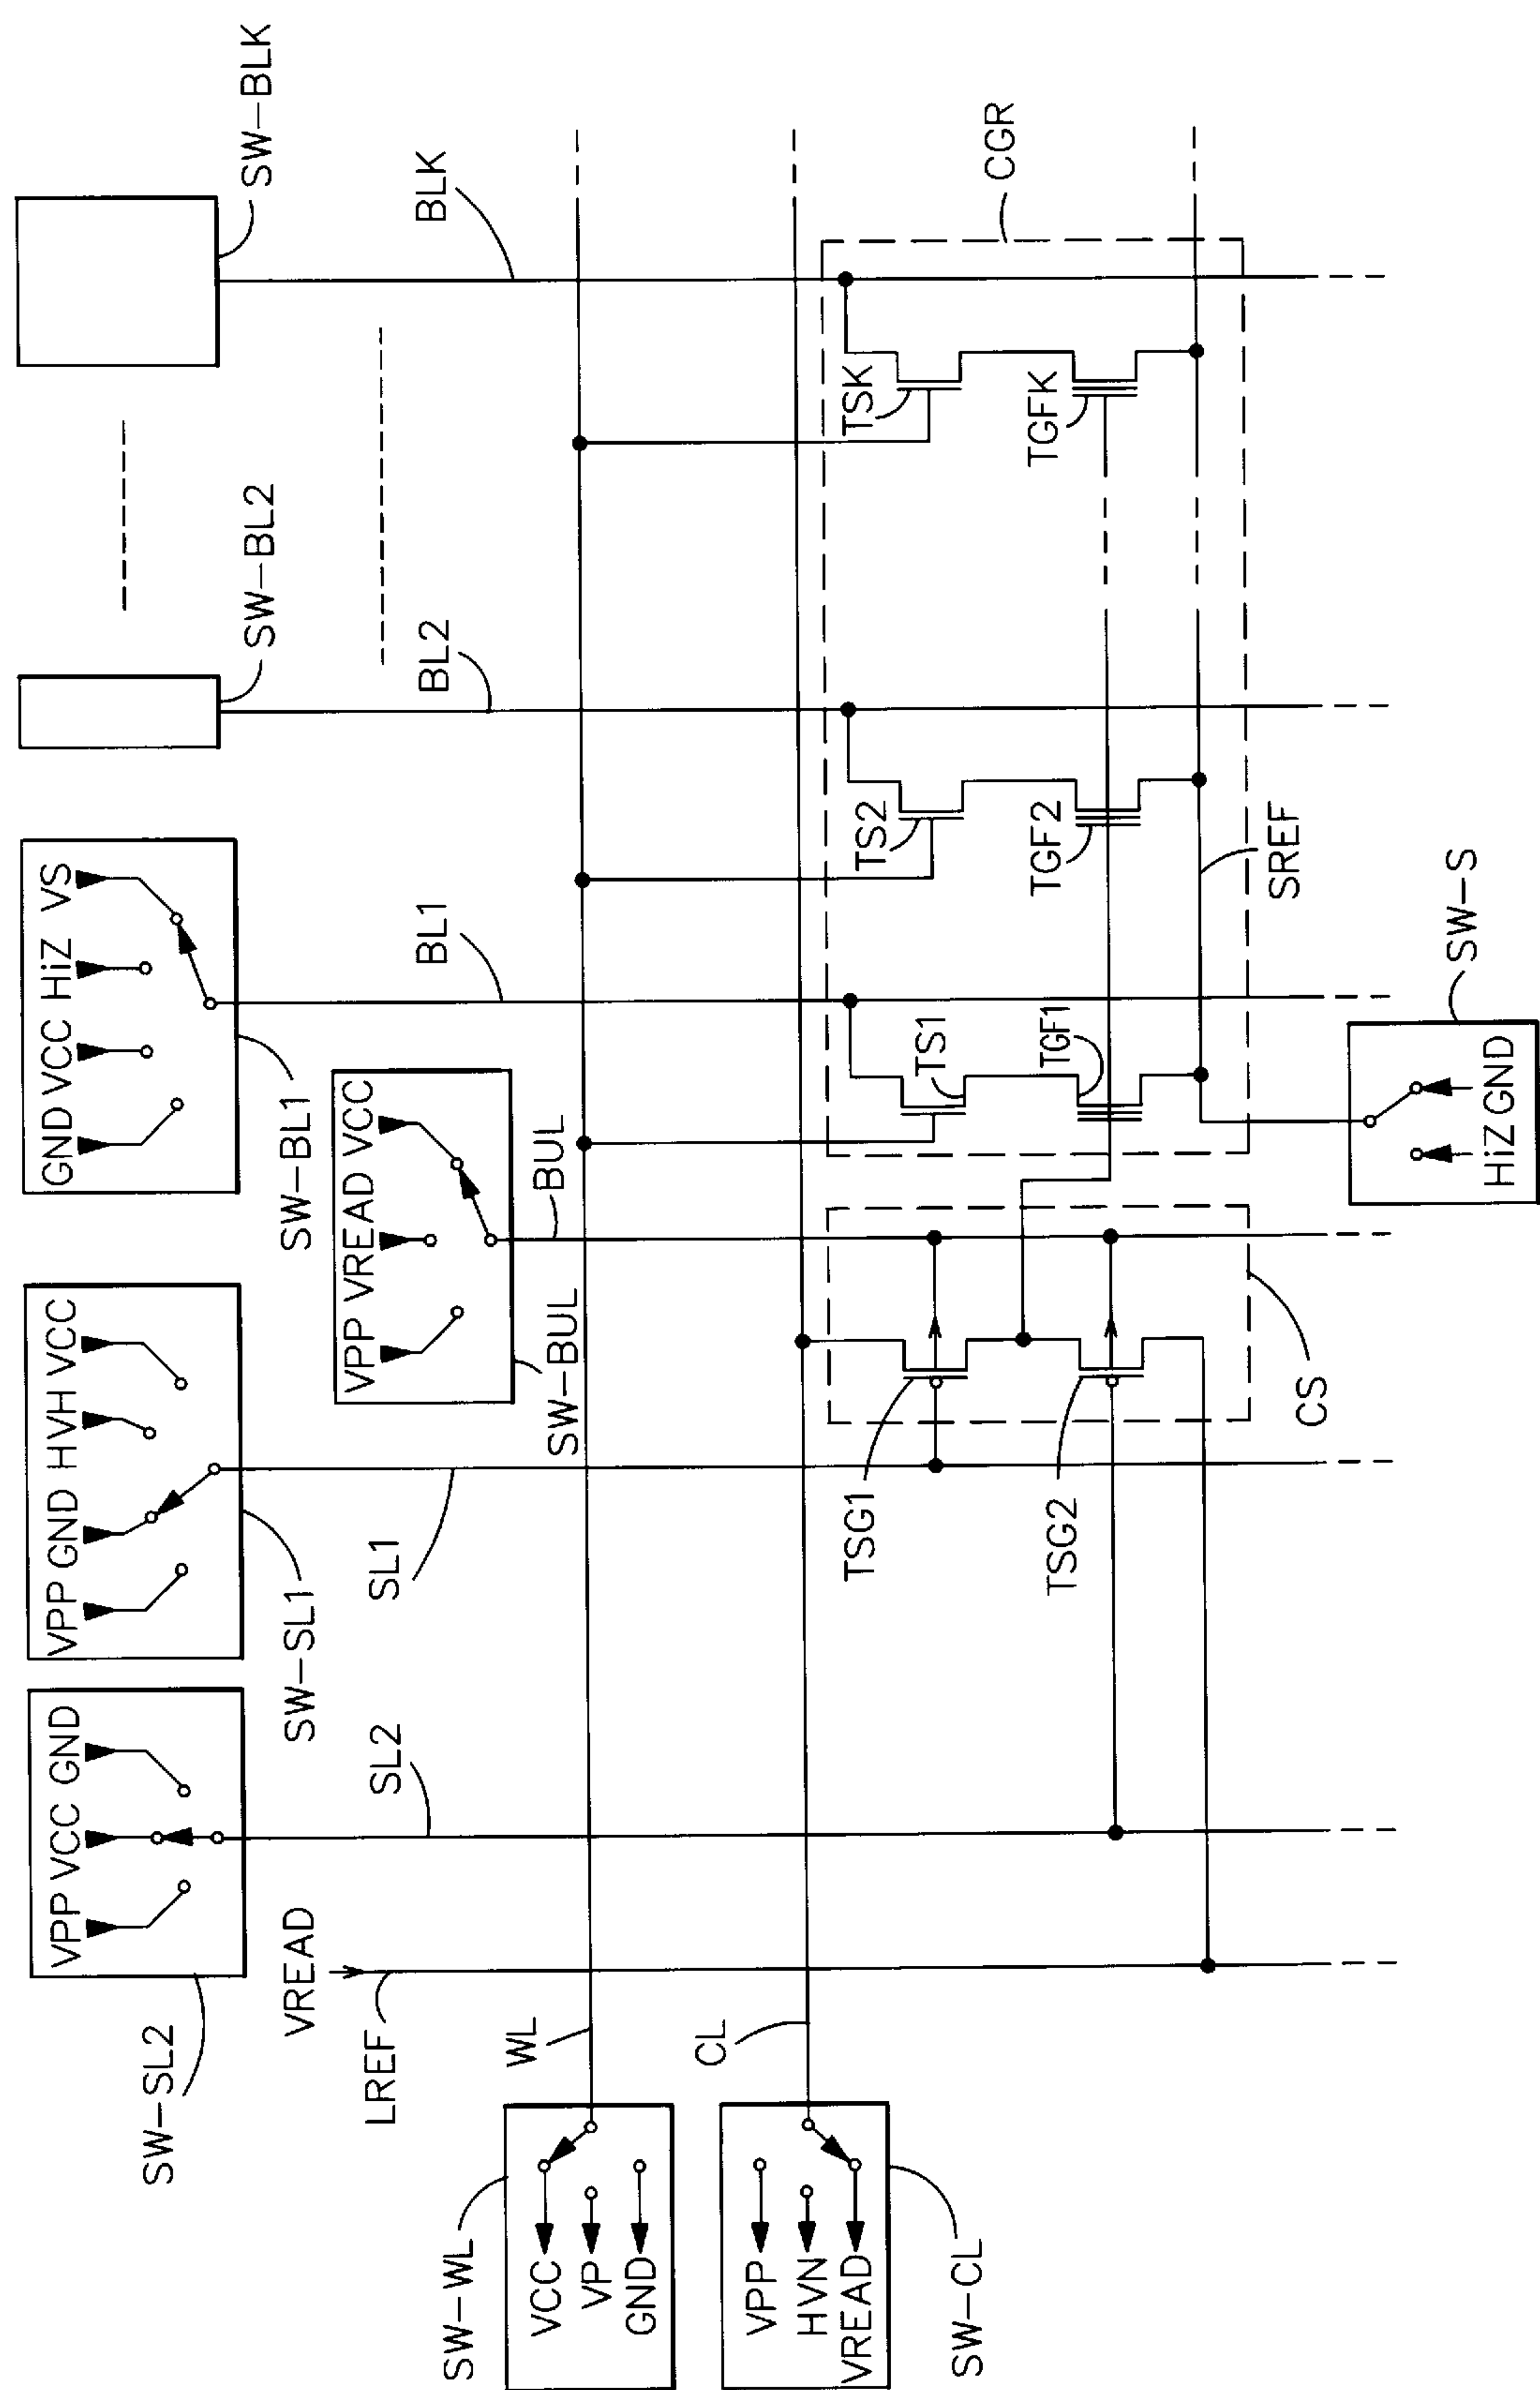 SW-BLK
BLK
CGR
TSK
TGFK
SW-BL2
BL2
TS2
TGF2
SREF
GND VCC HiZ VS
SW-BL1
BL1
TS1
TGF1
SW-S
HiZ GND
VPP VREAD VCC
SW-BUL
BUL
CS
VPP GND HVH VCC
SW-SL1
SL1
TSG1
TSG2
VPP VCC GND
SW-SL2
SL2
VREAD
LREF
WL
CL
SW-WL
VCC
VP
GND
VPP
HVN
VREAD
SW-CL